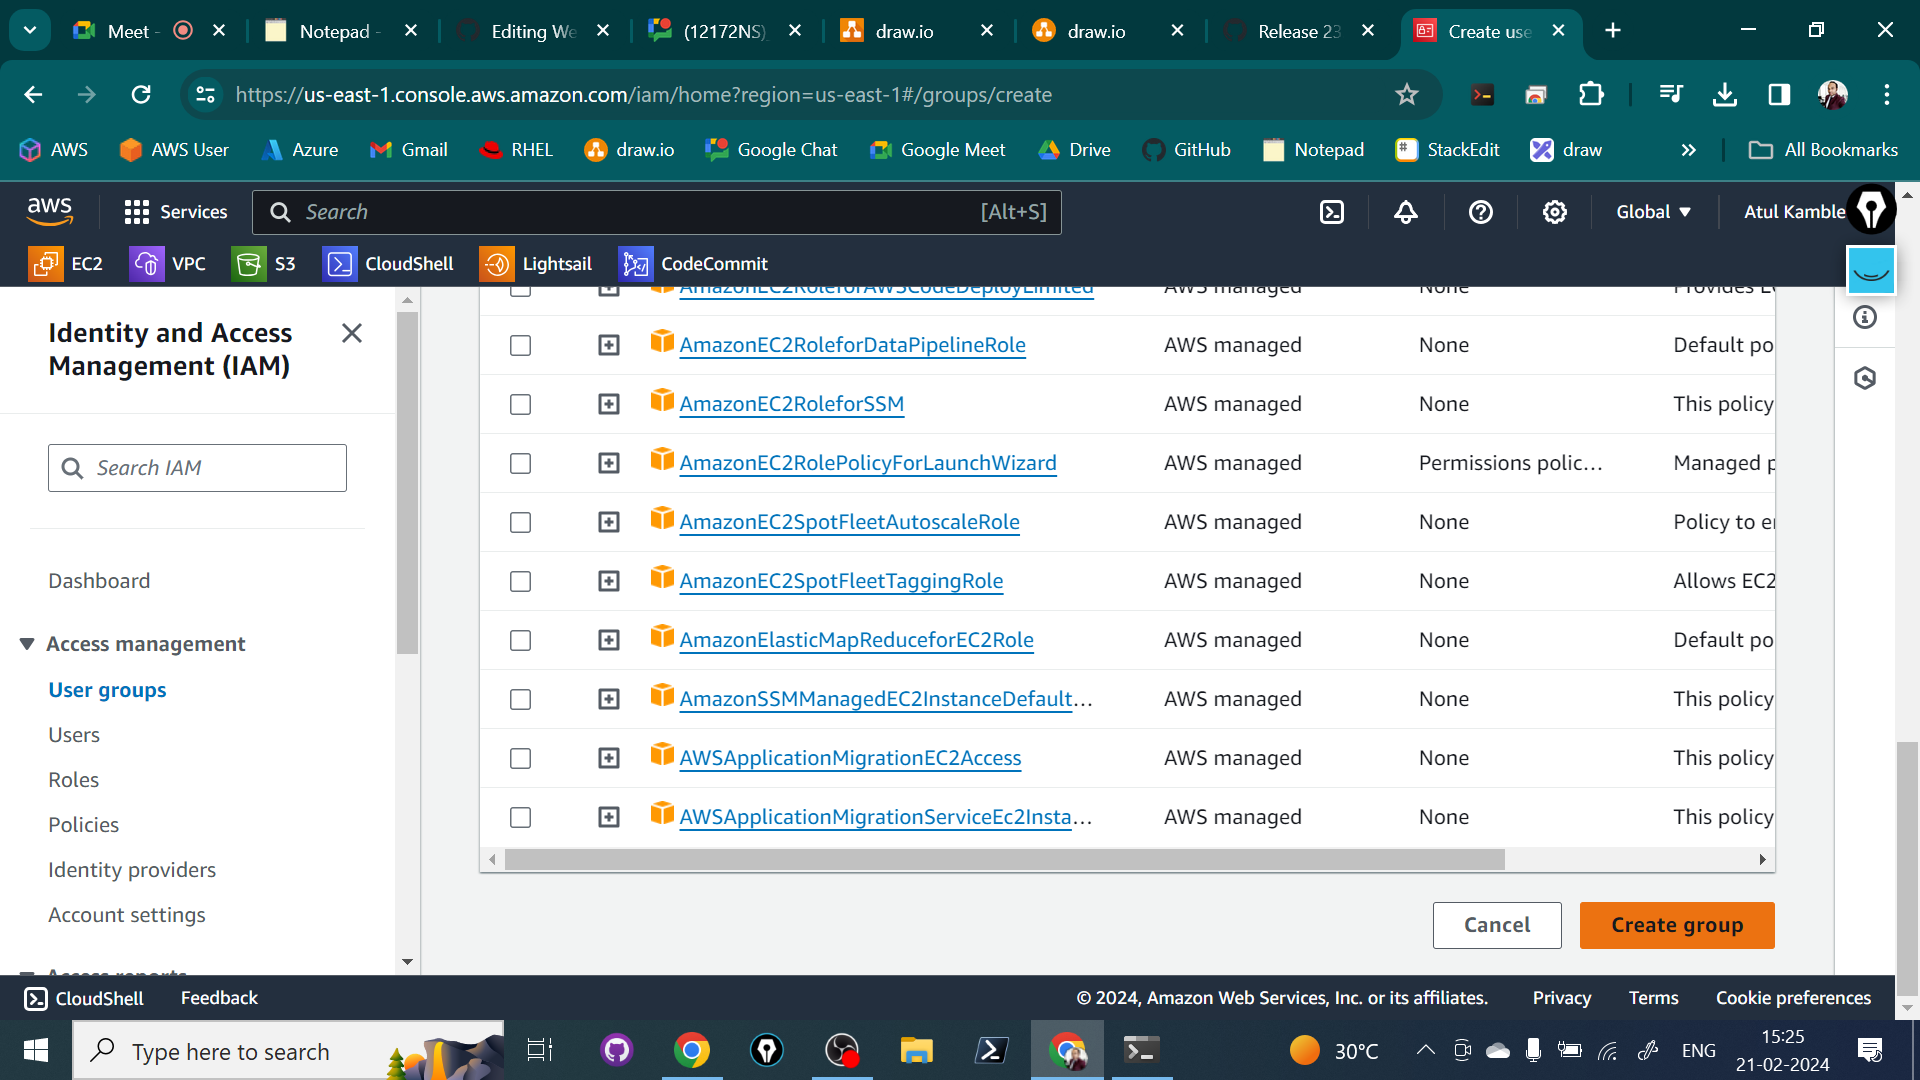 Meet -
Notepad -
Editing We
(12172NS)
draw.io
draw.io
Release 23
Create use
https://us-east-1.console.aws.amazon.com/iam/home?region=us-east-1#/groups/create
AWS
AWS User
Azure
Gmail
RHEL
draw.io
Google Chat
Google Meet
Drive
GitHub
Notepad
StackEdit
draw
All Bookmarks
aws
Services
Search
[Alt+S]
Global
Atul Kamble
EC2
VPC
S3
CloudShell
Lightsail
CodeCommit
Identity and Access
Management (IAM)
Search IAM
Dashboard
Access management
User groups
Users
Roles
Policies
Identity providers
Account settings
Access reports
AmazonEC2RoleforAWSCodeDeployLimited AWS managed None Provides
AmazonEC2RoleforDataPipelineRole AWS managed None Default po
AmazonEC2RoleforSSM AWS managed None This policy
AmazonEC2RolePolicyForLaunchWizard AWS managed Permissions polic... Managed p
AmazonEC2SpotFleetAutoscaleRole AWS managed None Policy to e
AmazonEC2SpotFleetTaggingRole AWS managed None Allows EC2
AmazonElasticMapReduceforEC2Role AWS managed None Default po
AmazonSSMManagedEC2InstanceDefault... AWS managed None This policy
AWSApplicationMigrationEC2Access AWS managed None This policy
AWSApplicationMigrationServiceEc2Insta... AWS managed None This policy
Cancel
Create group
CloudShell
Feedback
© 2024, Amazon Web Services, Inc. or its affiliates.
Privacy
Terms
Cookie preferences
Type here to search
30°C
ENG
15:25
21-02-2024